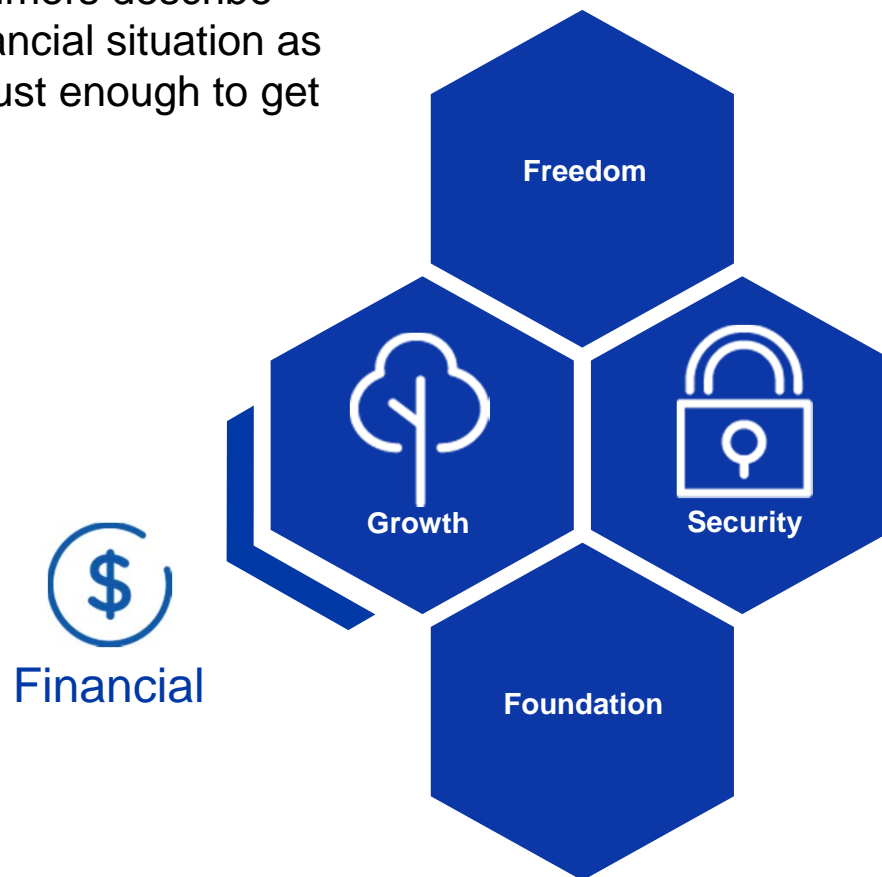 ancial situation as
ust enough to get
Freedom
Growth
Security
$
Financial
Foundation